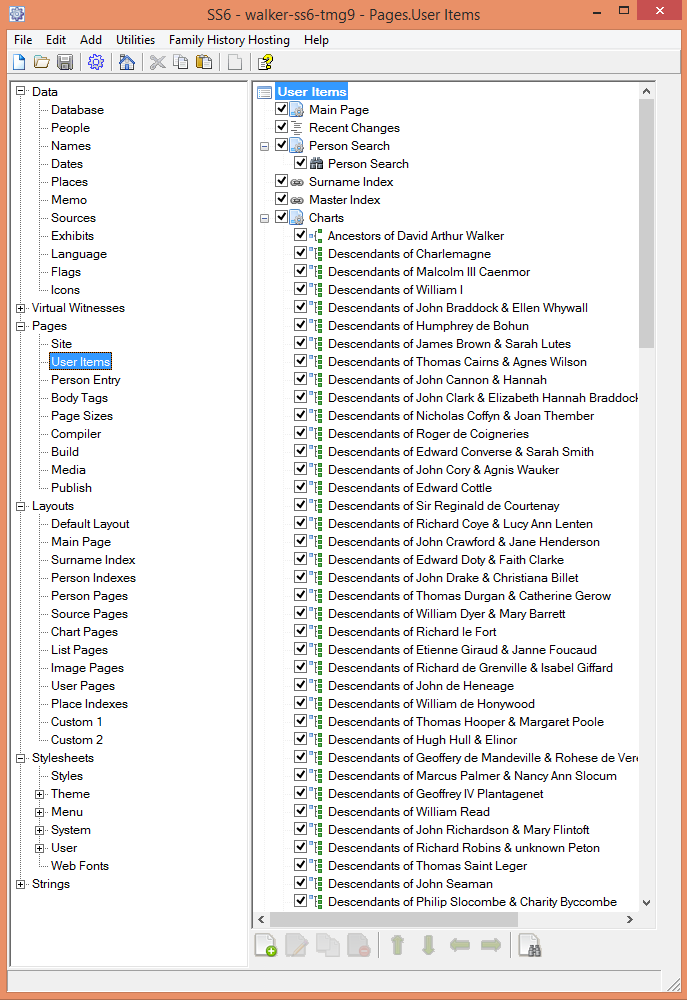 SS6 - walker-ss6-tmg9 - Pages.User Items
File Edit Add Utilities Family History Hosting Help
Data
Database
People
Names
Dates
Places
Memo
Sources
Exhibits
Language
Flags
Icons
Virtual Witnesses
Pages
Site
User Items
Person Entry
Body Tags
Page Sizes
Compiler
Build
Media
Publish
Layouts
Default Layout
Main Page
Surname Index
Person Indexes
Person Pages
Source Pages
Chart Pages
List Pages
Image Pages
User Pages
Place Indexes
Custom 1
Custom 2
Stylesheets
Styles
Theme
Menu
System
User
Web Fonts
Strings
User Items
Main Page
Recent Changes
Person Search
Person Search
Surname Index
Master Index
Charts
Ancestors of David Arthur Walker
Descendants of Charlemagne
Descendants of Malcolm III Caenmor
Descendants of William I
Descendants of John Braddock & Ellen Whywall
Descendants of Humphrey de Bohun
Descendants of James Brown & Sarah Lutes
Descendants of Thomas Cairns & Agnes Wilson
Descendants of John Cannon & Hannah
Descendants of John Clark & Elizabeth Hannah Braddock
Descendants of Nicholas Coffyn & Joan Thember
Descendants of Roger de Coigneries
Descendants of Edward Converse & Sarah Smith
Descendants of John Cory & Agnis Wauker
Descendants of Edward Cottle
Descendants of Sir Reginald de Courtenay
Descendants of Richard Coye & Lucy Ann Lenten
Descendants of John Crawford & Jane Henderson
Descendants of Edward Doty & Faith Clarke
Descendants of John Drake & Christiana Billet
Descendants of Thomas Durgan & Catherine Gerow
Descendants of William Dyer & Mary Barrett
Descendants of Richard le Fort
Descendants of Etienne Giraud & Janne Foucaud
Descendants of Richard de Grenville & Isabel Giffard
Descendants of John de Heneage
Descendants of William de Honywood
Descendants of Thomas Hooper & Margaret Poole
Descendants of Hugh Hull & Elinor
Descendants of Geoffery de Mandeville & Rohese de Vere
Descendants of Marcus Palmer & Nancy Ann Slocum
Descendants of Geoffrey IV Plantagenet
Descendants of William Read
Descendants of John Richardson & Mary Flintoft
Descendants of Richard Robins & unknown Peton
Descendants of Thomas Saint Leger
Descendants of John Seaman
Descendants of Philip Slocombe & Charity Byccombe